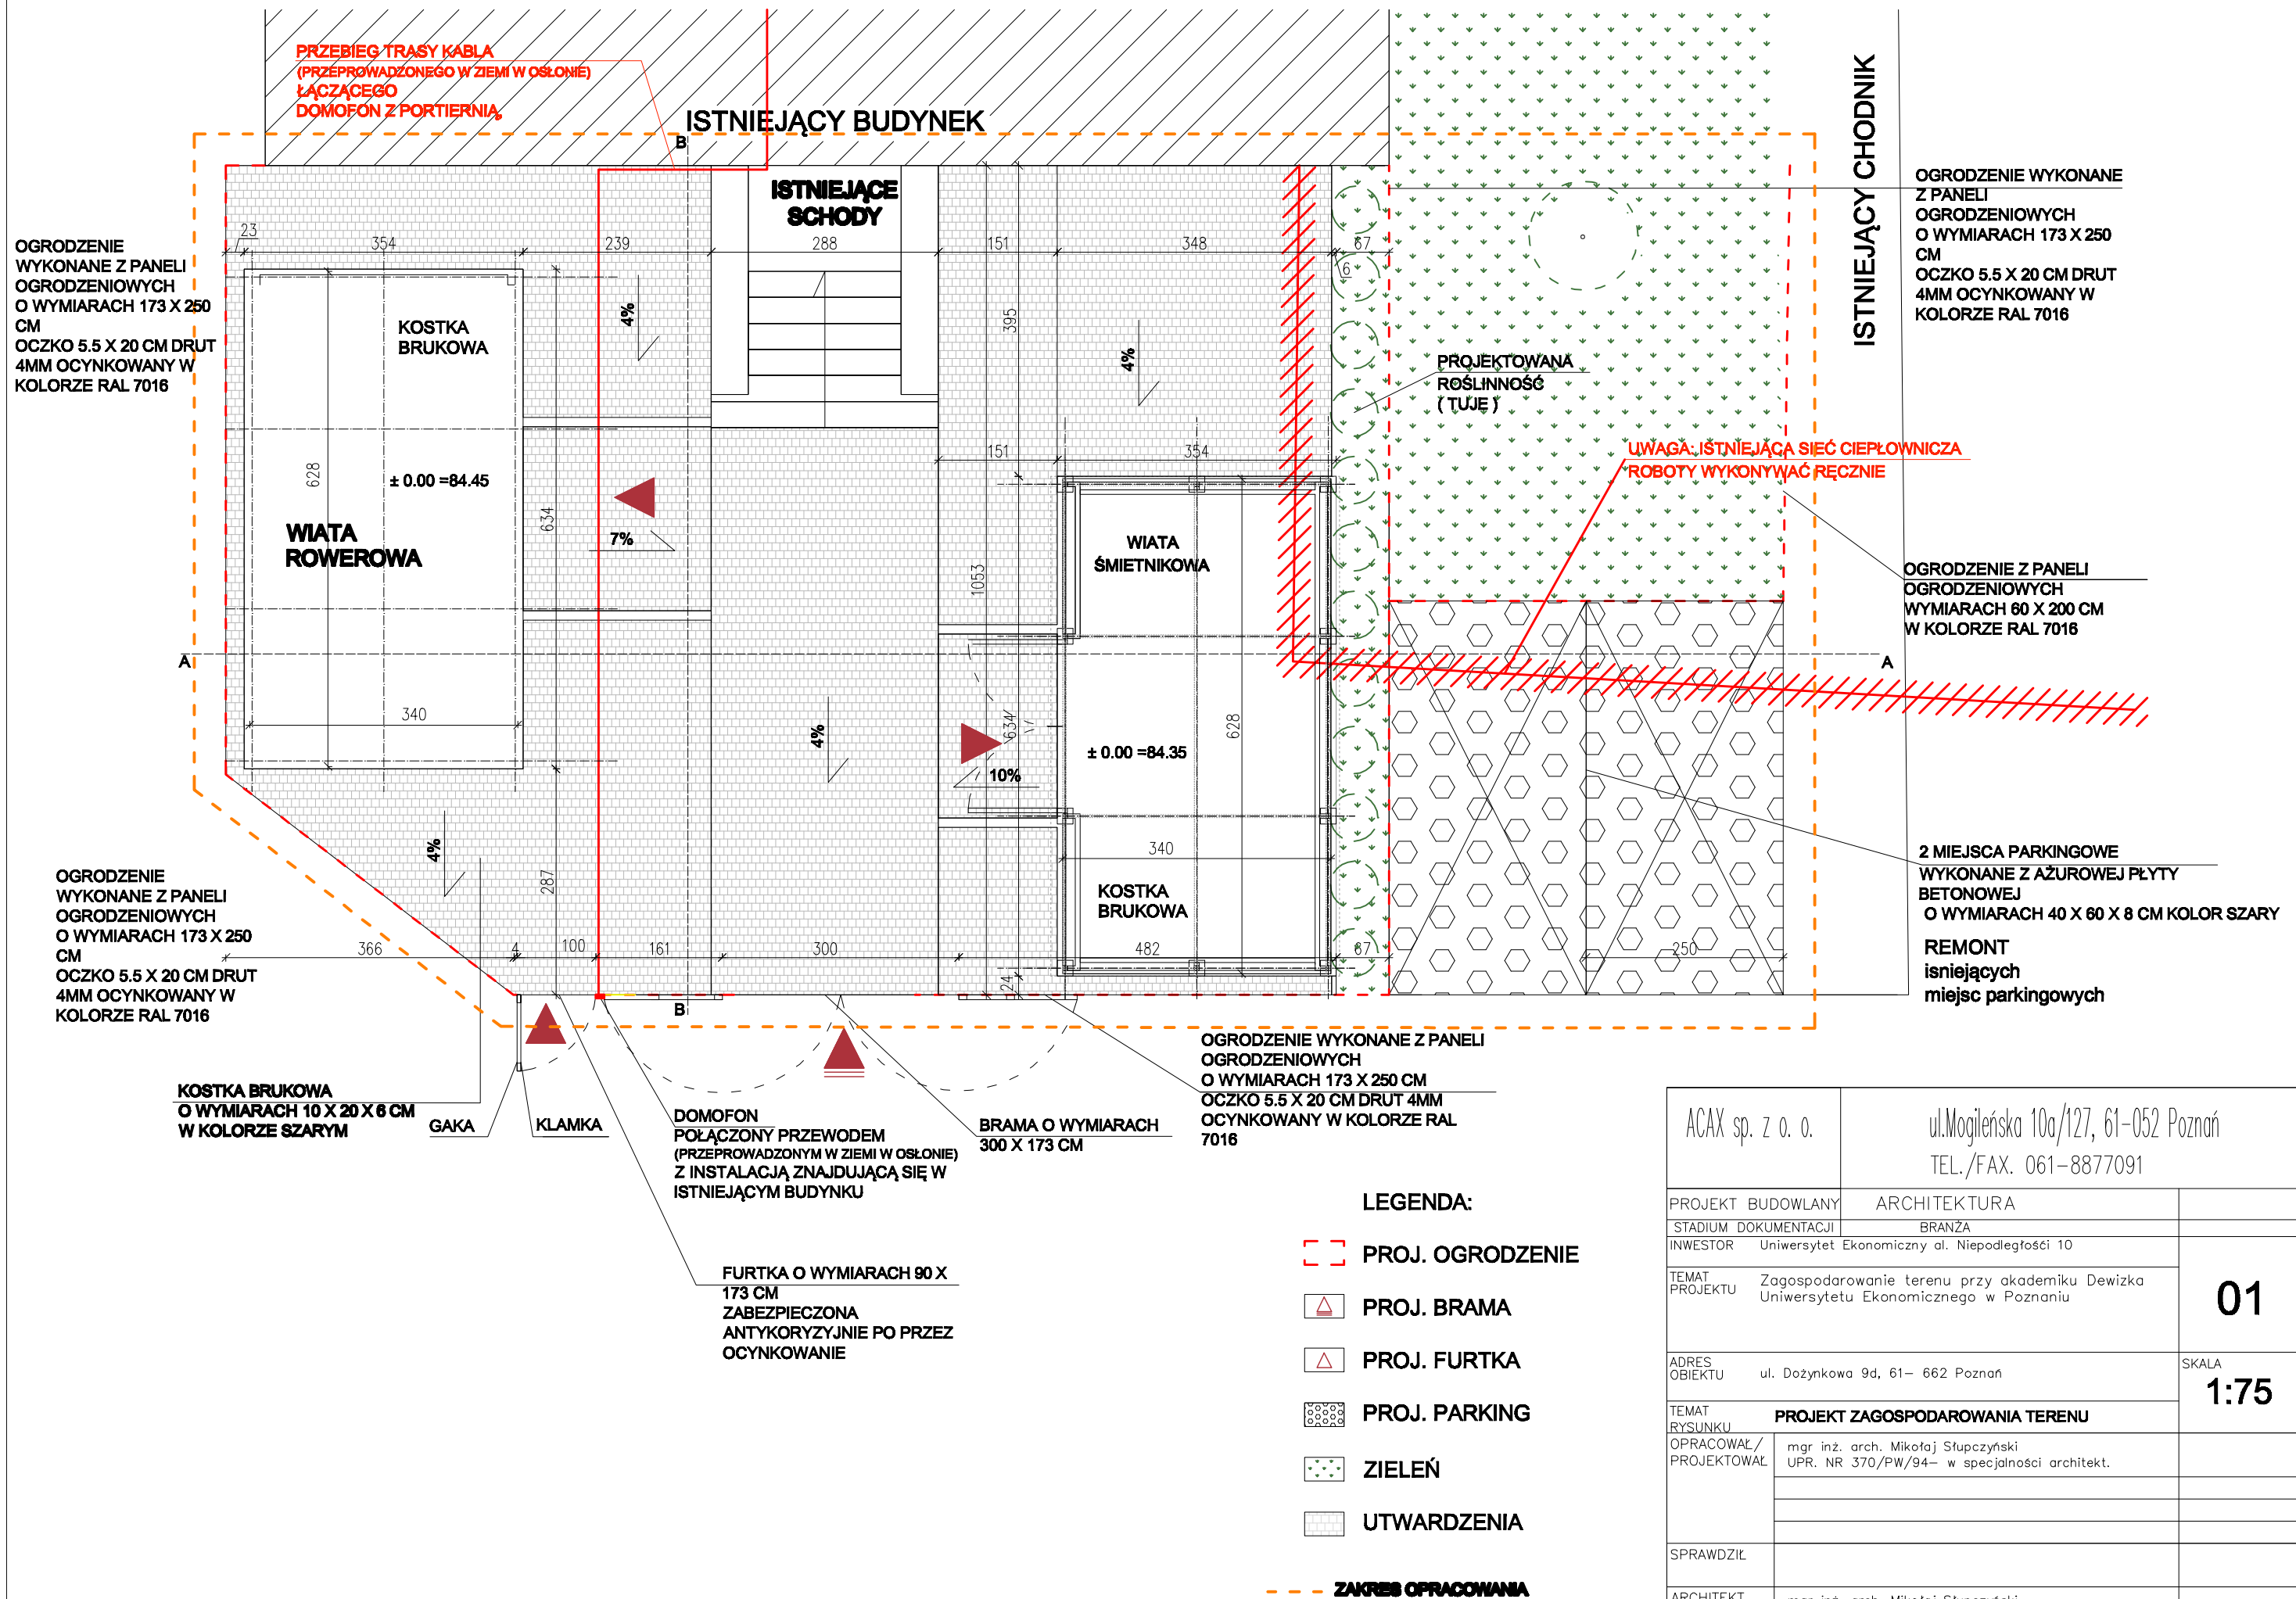 PRZEBIEG TRASY KABLA
(PRZEPROWADZONEGO W ZIEMI W OSŁONIE)
ŁĄCZĄCEGO
DOMOFON Z PORTIERNIĄ,
ISTNIEJĄCY BUDYNEK
B
ISTNIEJĄCE
SCHODY
ISTNIEJĄCY CHODNIK
OGRODZENIE WYKONANE
Z PANELI
OGRODZENIOWYCH
O WYMIARACH 173 X 250
CM
OCZKO 5.5 X 20 CM DRUT
4MM OCYNKOWANY W
KOLORZE RAL 7016
OGRODZENIE
WYKONANE Z PANELI
OGRODZENIOWYCH
O WYMIARACH 173 X 250
CM
OCZKO 5.5 X 20 CM DRUT
4MM OCYNKOWANY W
KOLORZE RAL 7016
23
354
239
288
151
348
67
6
KOSTKA
BRUKOWA
4%
395
4%
PROJEKTOWANA
ROŚLINNOŚĆ
( TUJE )
UWAGA: ISTNIEJĄCA SIEĆ CIEPŁOWNICZA
ROBOTY WYKONYWAĆ RĘCZNIE
151
354
628
± 0.00 =84.45
634
7%
WIATA
ROWEROWA
WIATA
ŚMIETNIKOWA
1053
OGRODZENIE Z PANELI
OGRODZENIOWYCH
WYMIARACH 60 X 200 CM
W KOLORZE RAL 7016
A
A
340
4%
634
628
± 0.00 =84.35
10%
4%
287
340
KOSTKA
BRUKOWA
2 MIEJSCA PARKINGOWE
WYKONANE Z AŻUROWEJ PŁYTY
BETONOWEJ
O WYMIARACH 40 X 60 X 8 CM KOLOR SZARY
REMONT
isniejących
miejsc parkingowych
OGRODZENIE
WYKONANE Z PANELI
OGRODZENIOWYCH
O WYMIARACH 173 X 250
CM
OCZKO 5.5 X 20 CM DRUT
4MM OCYNKOWANY W
KOLORZE RAL 7016
366
4
100
161
300
482
67
250
24
B
KOSTKA BRUKOWA
O WYMIARACH 10 X 20 X 6 CM
W KOLORZE SZARYM
GAKA
KLAMKA
DOMOFON
POŁĄCZONY PRZEWODEM
(PRZEPROWADZONYM W ZIEMI W OSŁONIE)
Z INSTALACJĄ ZNAJDUJĄCĄ SIĘ W
ISTNIEJĄCYM BUDYNKU
BRAMA O WYMIARACH
300 X 173 CM
OGRODZENIE WYKONANE Z PANELI
OGRODZENIOWYCH
O WYMIARACH 173 X 250 CM
OCZKO 5.5 X 20 CM DRUT 4MM
OCYNKOWANY W KOLORZE RAL
7016
FURTKA O WYMIARACH 90 X
173 CM
ZABEZPIECZONA
ANTYKORYZYJNIE PO PRZEZ
OCYNKOWANIE
LEGENDA:
PROJ. OGRODZENIE
PROJ. BRAMA
PROJ. FURTKA
PROJ. PARKING
ZIELEŃ
UTWARDZENIA
ZAKRES OPRACOWANIA
ACAX sp. z o. o.
ul.Mogileńska 10a/127, 61-052 Poznań
TEL./FAX. 061-8877091
PROJEKT BUDOWLANY ARCHITEKTURA
STADIUM DOKUMENTACJI BRANŻA
INWESTOR Uniwersytet Ekonomiczny al. Niepodległośći 10
TEMAT
PROJEKTU
Zagospodarowanie terenu przy akademiku Dewizka
Uniwersytetu Ekonomicznego w Poznaniu
01
ADRES
OBIEKTU
ul. Dożynkowa 9d, 61- 662 Poznań
SKALA
1:75
TEMAT
RYSUNKU
PROJEKT ZAGOSPODAROWANIA TERENU
OPRACOWAŁ/
PROJEKTOWAŁ
mgr inż. arch. Mikołaj Słupczyński
UPR. NR 370/PW/94- w specjalności architekt.
SPRAWDZIŁ
ARCHITEKT
mgr inż. arch. Mikołaj Słupczyński